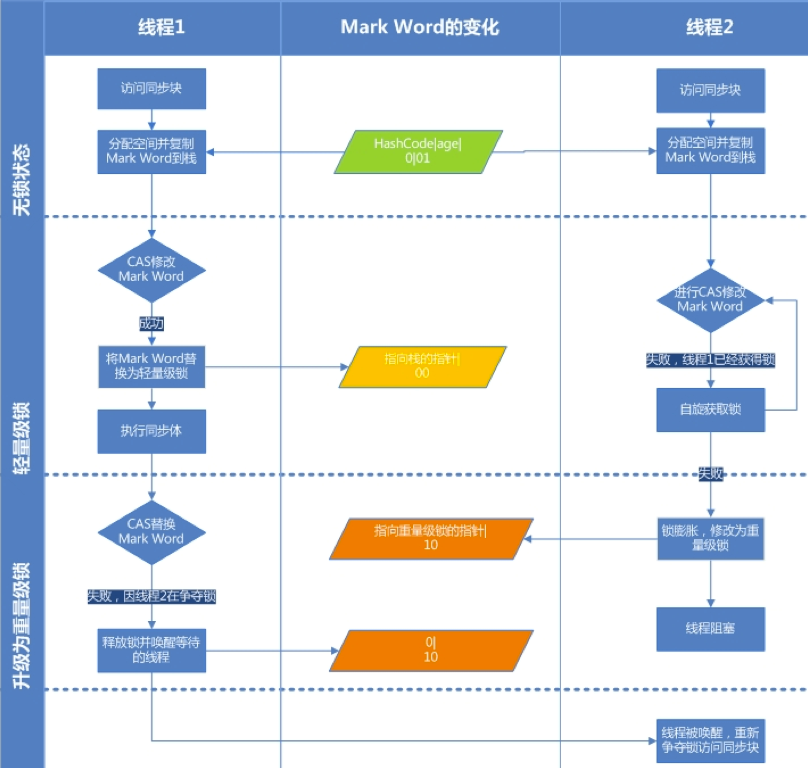 线程1
Mark Word的变化
线程2
无锁状态
访问同步块
访问同步块
分配空间并复制
Mark Word到栈
HashCode|age|
0|01
分配空间并复制
Mark Word到栈
轻量级锁
CAS修改
Mark Word
进行CAS修改
Mark Word
成功
失败，线程1已经获得锁
将Mark Word替
换为轻量级锁
指向栈的指针|
00
自旋获取锁
执行同步体
失败
升级为重量级锁
CAS替换
Mark Word
指向重量级锁的指针|
10
锁膨胀，修改为重
量级锁
失败，因线程2在争夺锁
线程阻塞
释放锁并唤醒等待
的线程
0|
10
线程被唤醒，重新
争夺锁访问同步块